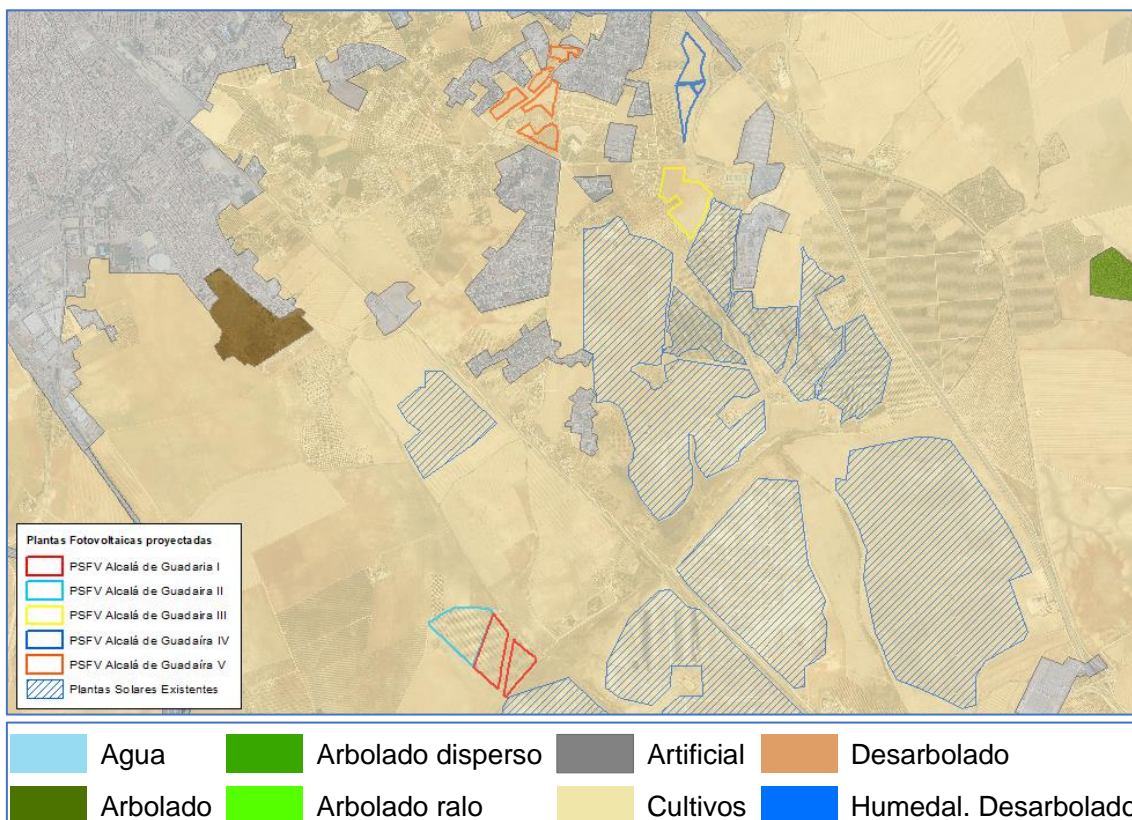 Plantas Fotovoltaicas proyectadas
PSFV Alcalá de Guadaria I
PSFV Alcalá de Guadaira II
PSFV Alcalá de Guadaira III
PSFV Alcalá de Guadaíra IV
PSFV Alcalá de Guadaíra V
Plantas Solares Existentes
Agua
Arbolado disperso
Artificial
Desarbolado
Arbolado
Arbolado ralo
Cultivos
Humedal. Desarbolado